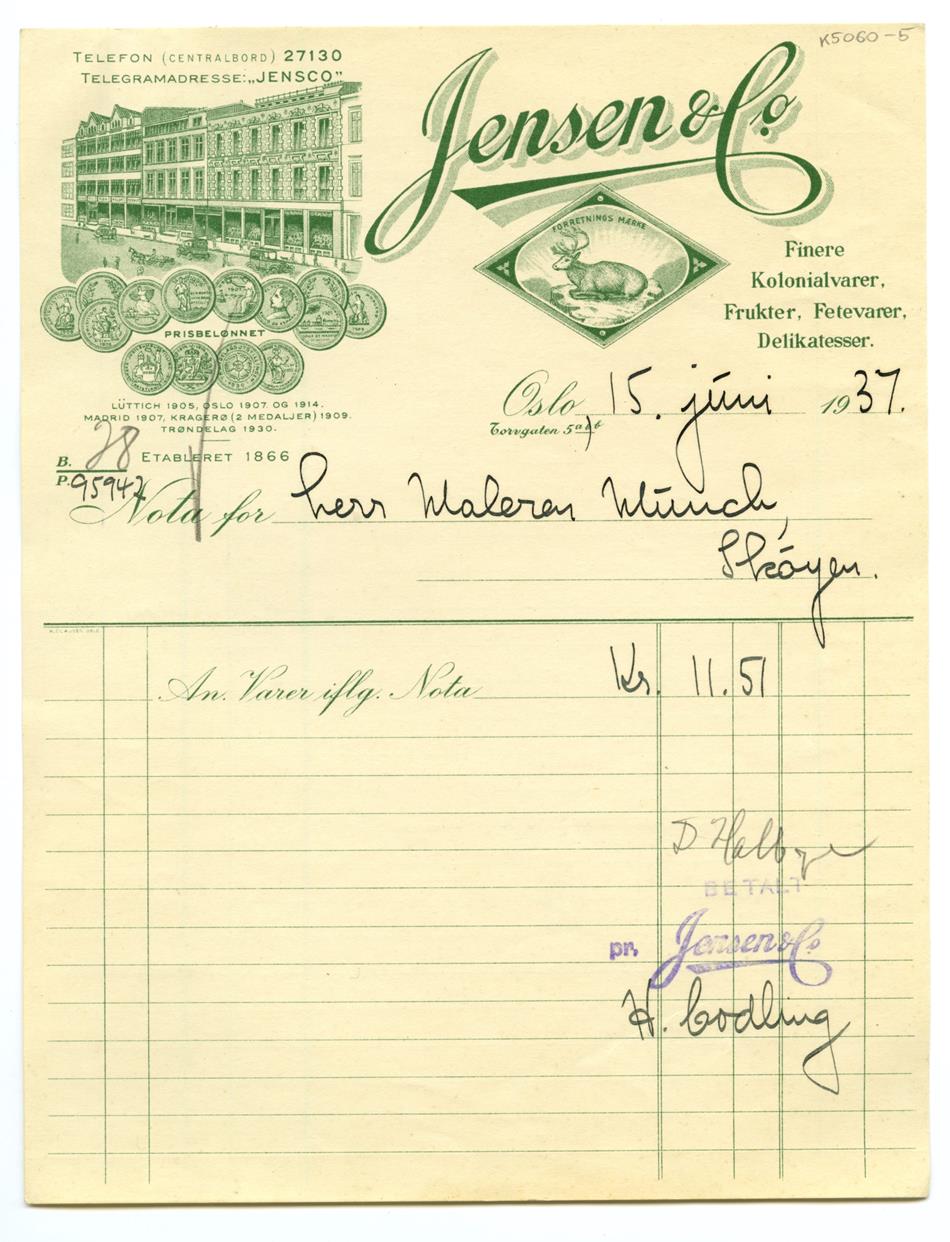 K5060-5
TELEFON (CENTRALBORD) 27130
TELEGRAMADRESSE: „JENSCO”
Jensen & Co
FORRETNINGS MÆRKE
Finere
Kolonialvarer,
Frukter, Fetevarer,
Delikatesser.
PRISBELØNNET
LÜTTICH 1905, OSLO 1907. OG 1914.
MADRID 1907, KRAGERØ (2 MEDALJER) 1909.
TRØNDELAG 1930.
Oslo, 15. juni 1937.
Torvgaten 5 a & b
B. 28
ETABLERET 1866
P. 95942
Nota for Herr Maleren Munch,
Skøyen.
An. Varer iflg. Nota Kr. 11.51
BETALT
pr. Jensen & Co